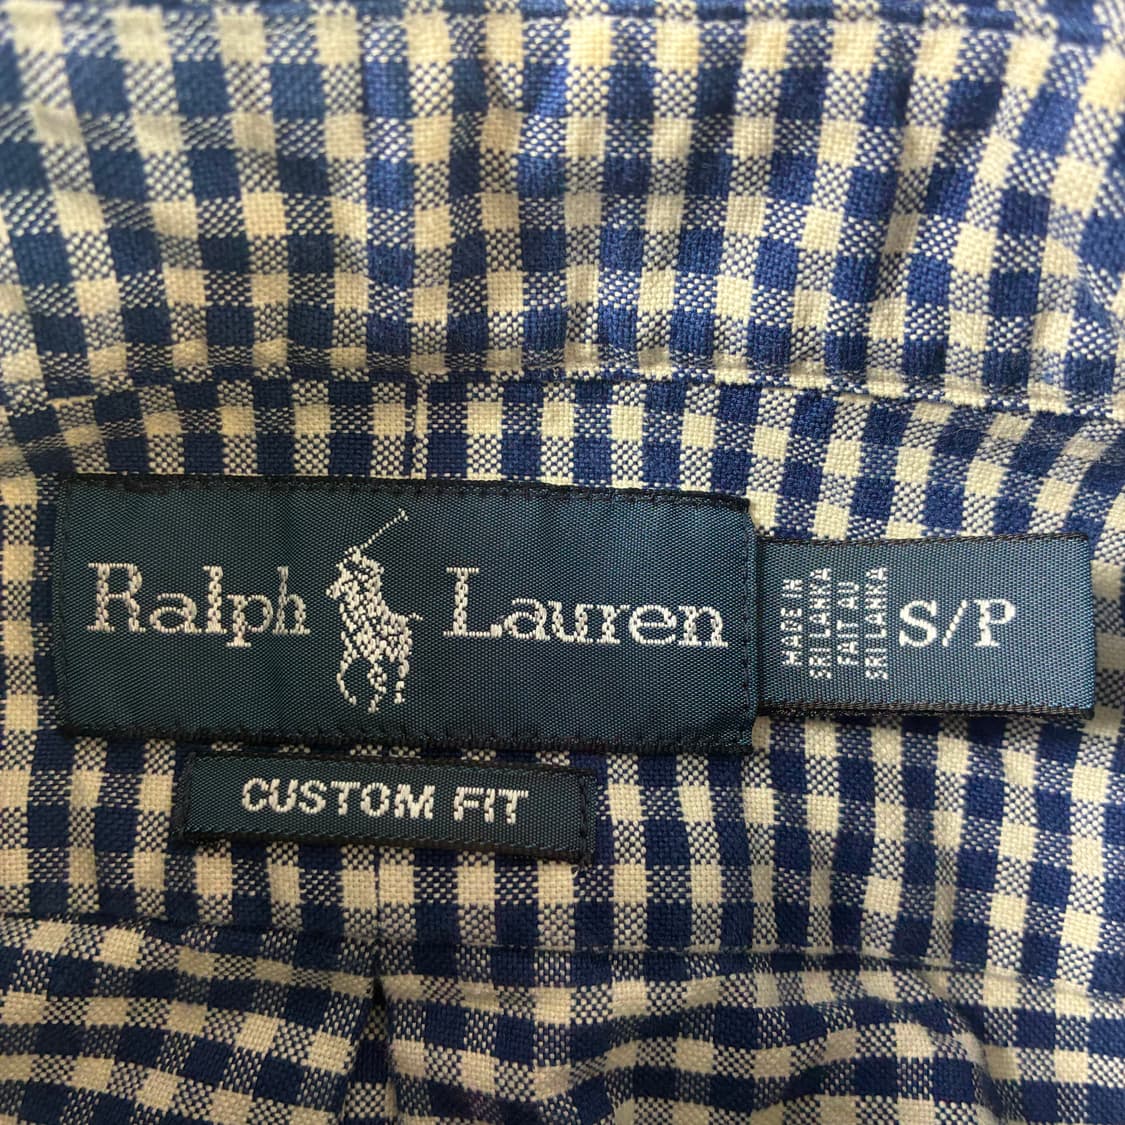 Ralph Lauren
MADE IN
SRI LANKA
FAIT AU
SRI LANKA
S/P
CUSTOM FIT